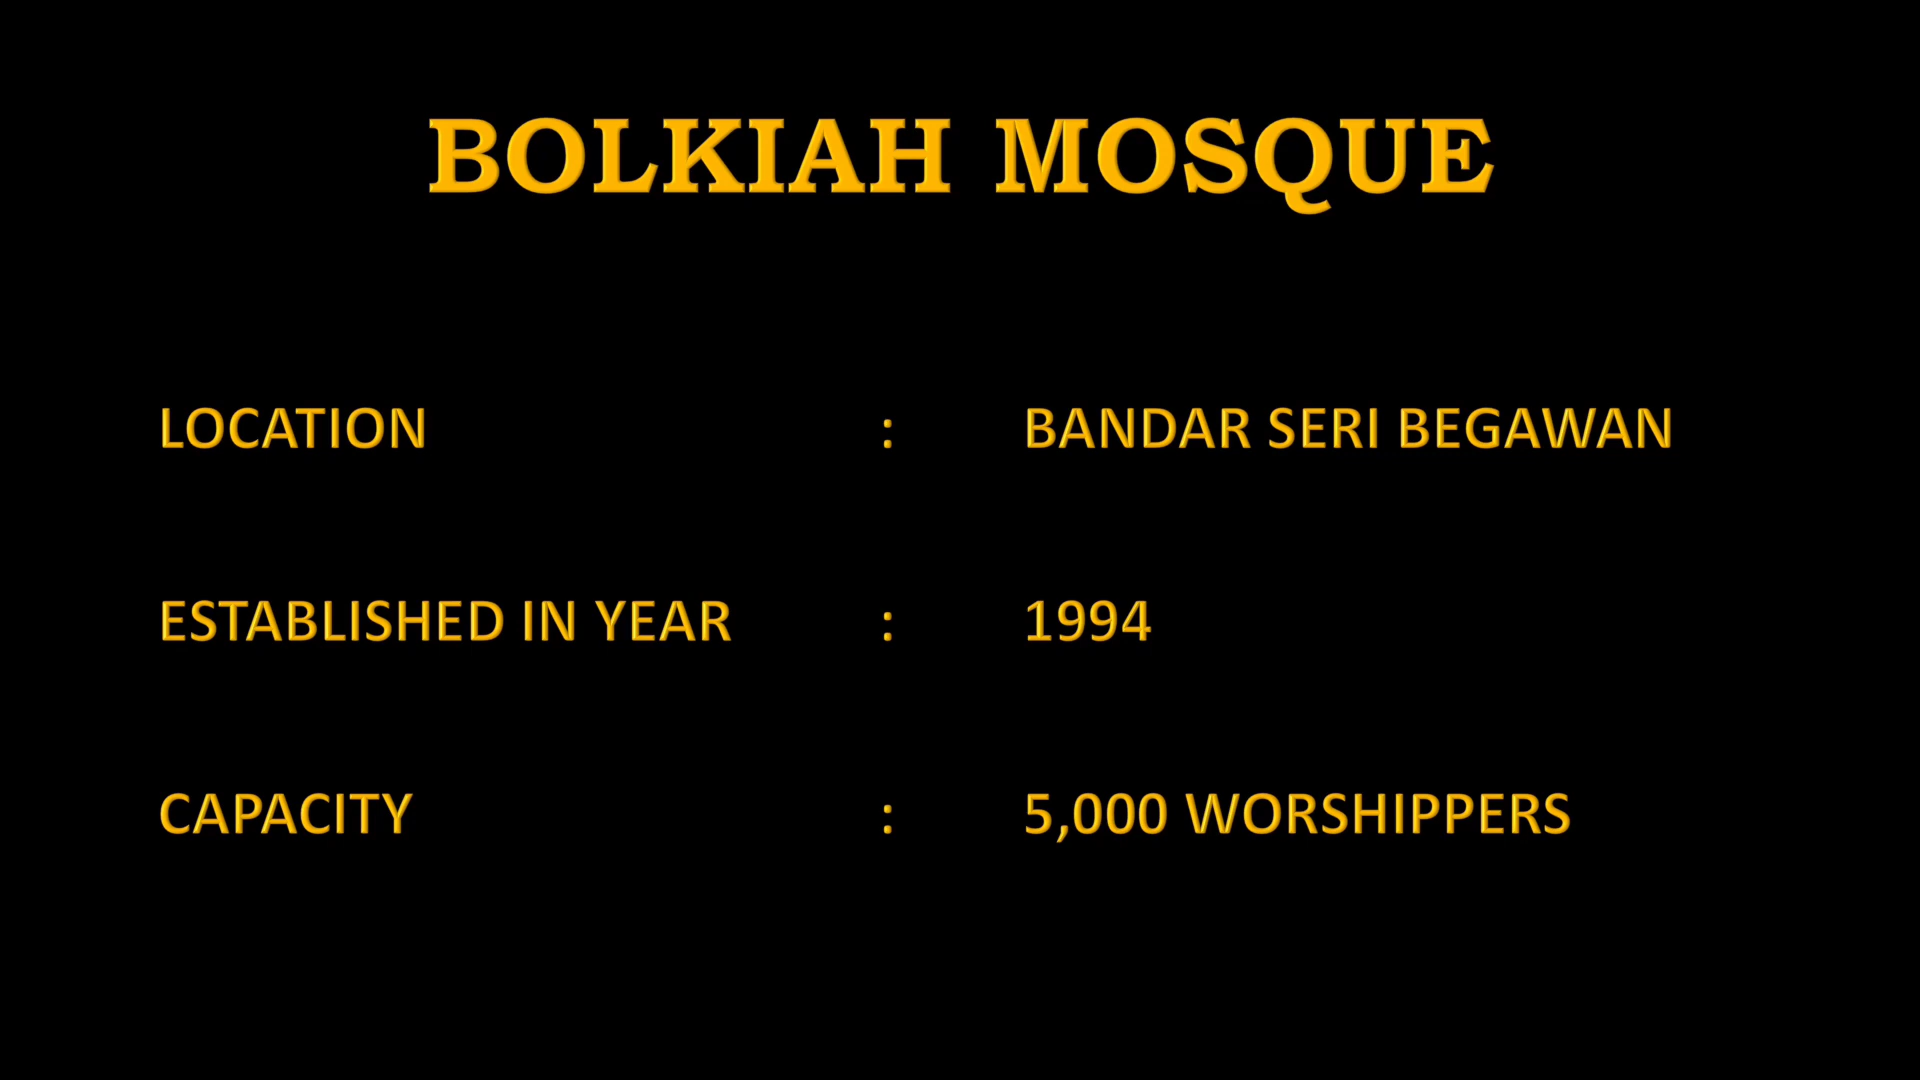 BOLKIAH MOSQUE
LOCATION : BANDAR SERI BEGAWAN
ESTABLISHED IN YEAR : 1994
CAPACITY : 5,000 WORSHIPPERS